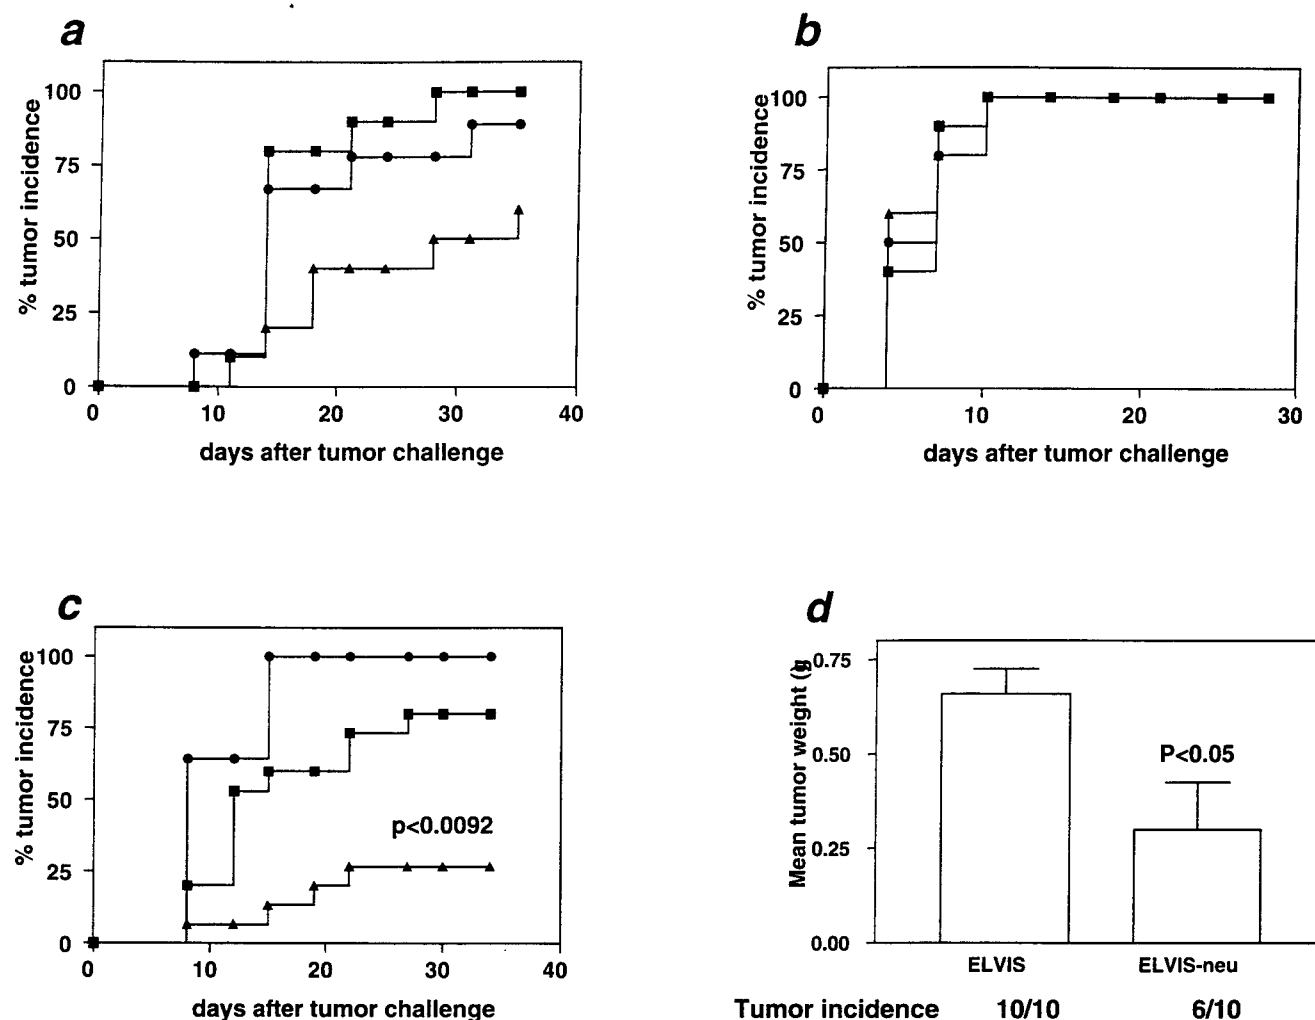 a
% tumor incidence
100
75
50
25
0
0 10 20 30 40
days after tumor challenge
b
% tumor incidence
100
75
50
25
0
0 10 20 30
days after tumor challenge
c
% tumor incidence
100
75
50
25
0
p<0.0092
0 10 20 30 40
days after tumor challenge
d
Mean tumor weight (g)
0.75
0.50
0.25
0.00
P<0.05
ELVIS ELVIS-neu
Tumor incidence 10/10 6/10